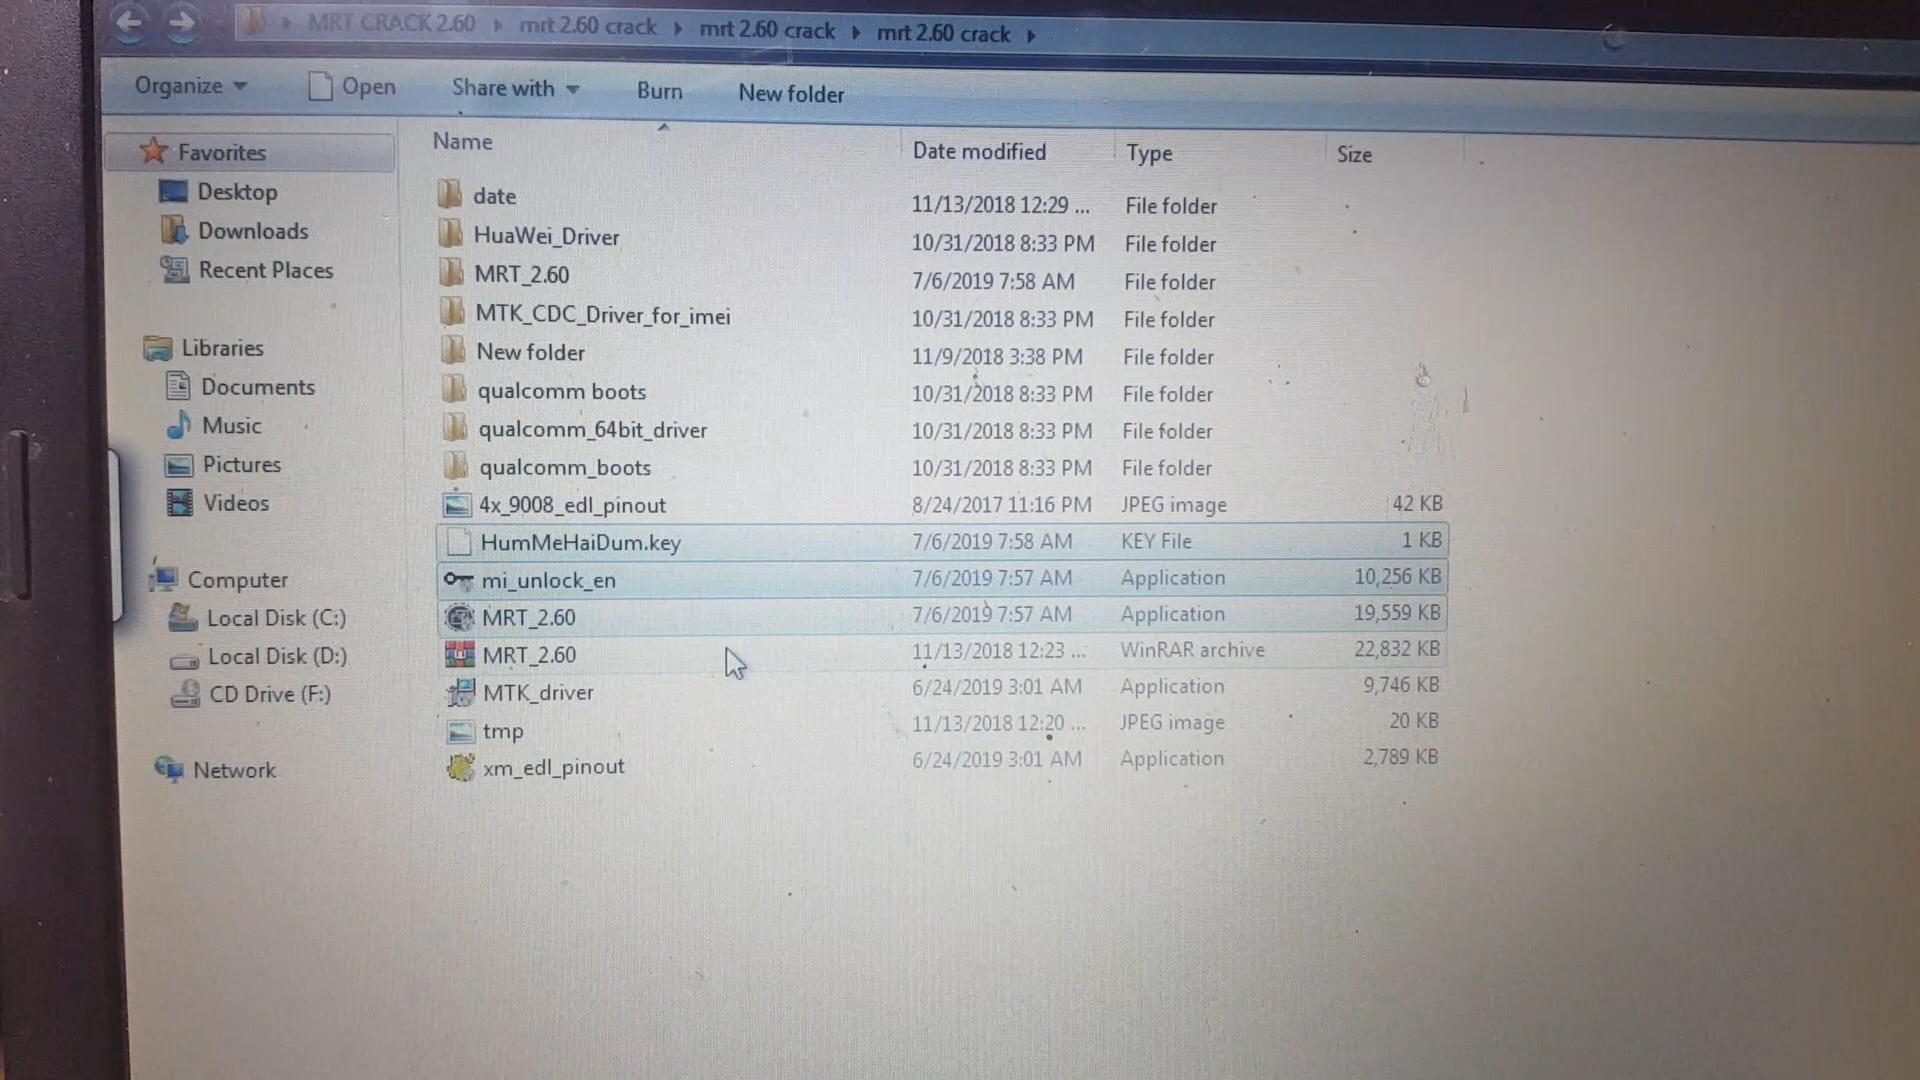 MRT CRACK 2.60 mrt 2.60 crack mrt 2.60 crack mrt 2.60 crack
Organize Open Share with Burn New folder
Name Date modified Type Size
Favorites
Desktop
Downloads
Recent Places
Libraries
Documents
Music
Pictures
Videos
Computer
Local Disk (C:)
Local Disk (D:)
CD Drive (F:)
Network
date 11/13/2018 12:29 ... File folder
HuaWei_Driver 10/31/2018 8:33 PM File folder
MRT_2.60 7/6/2019 7:58 AM File folder
MTK_CDC_Driver_for_imei 10/31/2018 8:33 PM File folder
New folder 11/9/2018 3:38 PM File folder
qualcomm boots 10/31/2018 8:33 PM File folder
qualcomm_64bit_driver 10/31/2018 8:33 PM File folder
qualcomm_boots 10/31/2018 8:33 PM File folder
4x_9008_edl_pinout 8/24/2017 11:16 PM JPEG image 42 KB
HumMeHaiDum.key 7/6/2019 7:58 AM KEY File 1 KB
mi_unlock_en 7/6/2019 7:57 AM Application 10,256 KB
MRT_2.60 7/6/2019 7:57 AM Application 19,559 KB
MRT_2.60 11/13/2018 12:23 ... WinRAR archive 22,832 KB
MTK_driver 6/24/2019 3:01 AM Application 9,746 KB
tmp 11/13/2018 12:20 ... JPEG image 20 KB
xm_edl_pinout 6/24/2019 3:01 AM Application 2,789 KB